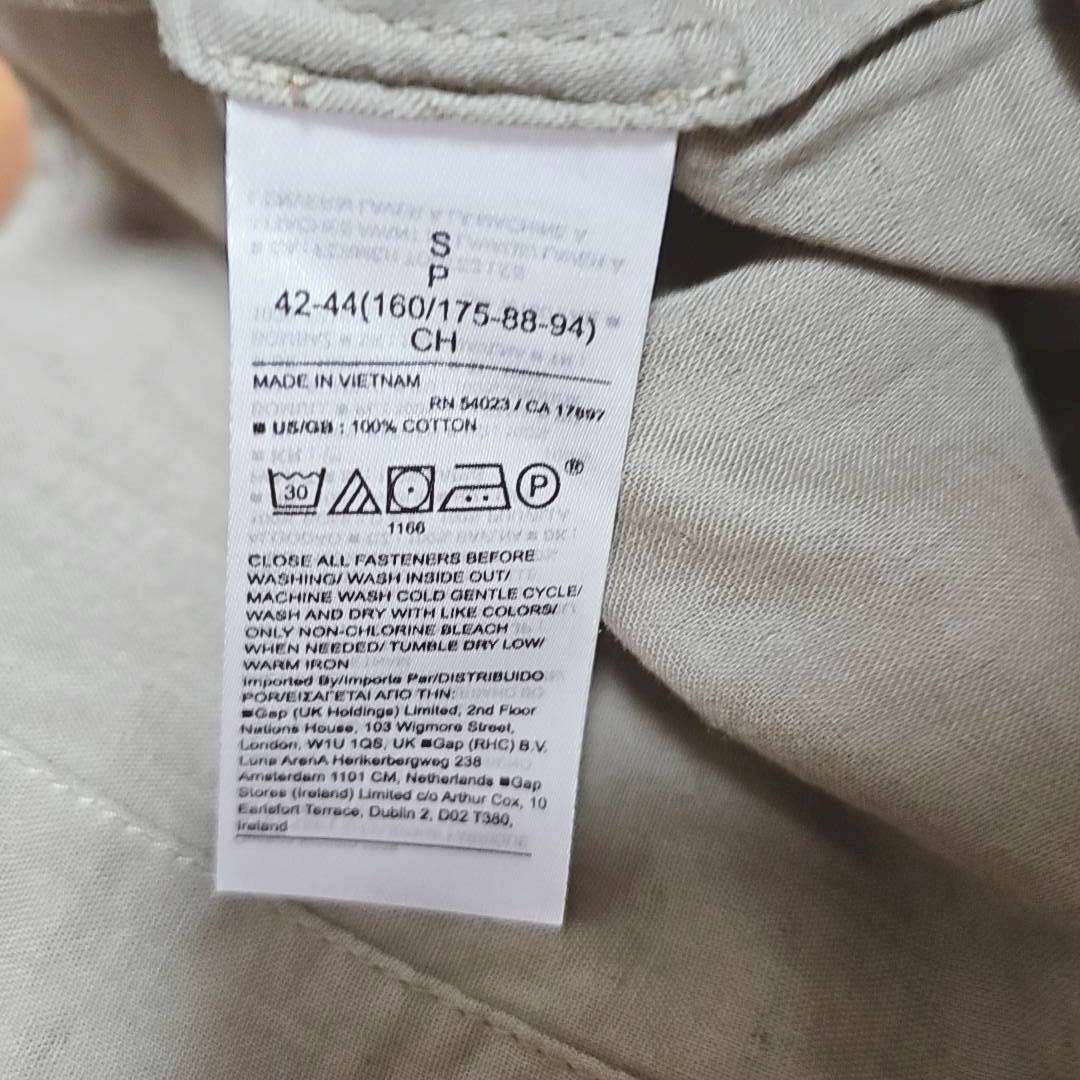 S
P
42-44(160/175-88-94)
CH
MADE IN VIETNAM
RN 54023 / CA 17897
US/GB : 100% COTTON
30
P
®
1166
CLOSE ALL FASTENERS BEFORE
WASHING/ WASH INSIDE OUT/
MACHINE WASH COLD GENTLE CYCLE/
WASH AND DRY WITH LIKE COLORS/
ONLY NON-CHLORINE BLEACH
WHEN NEEDED/ TUMBLE DRY LOW/
WARM IRON
Imported By/Importe Par/DISTRIBUIDO
POR/ΕΙΣΑΓΕΤΑΙ ΑΠΟ ΤΗΝ:
■Gap (UK Holdings) Limited, 2nd Floor
Nations House, 103 Wigmore Street,
London, W1U 1QS, UK ■Gap (RHC) B.V.
Luna ArenA Herikerbergweg 238
Amsterdam 1101 CM, Netherlands ■Gap
Stores (Ireland) Limited c/o Arthur Cox, 10
Earlsfort Terrace, Dublin 2, D02 T380,
Ireland